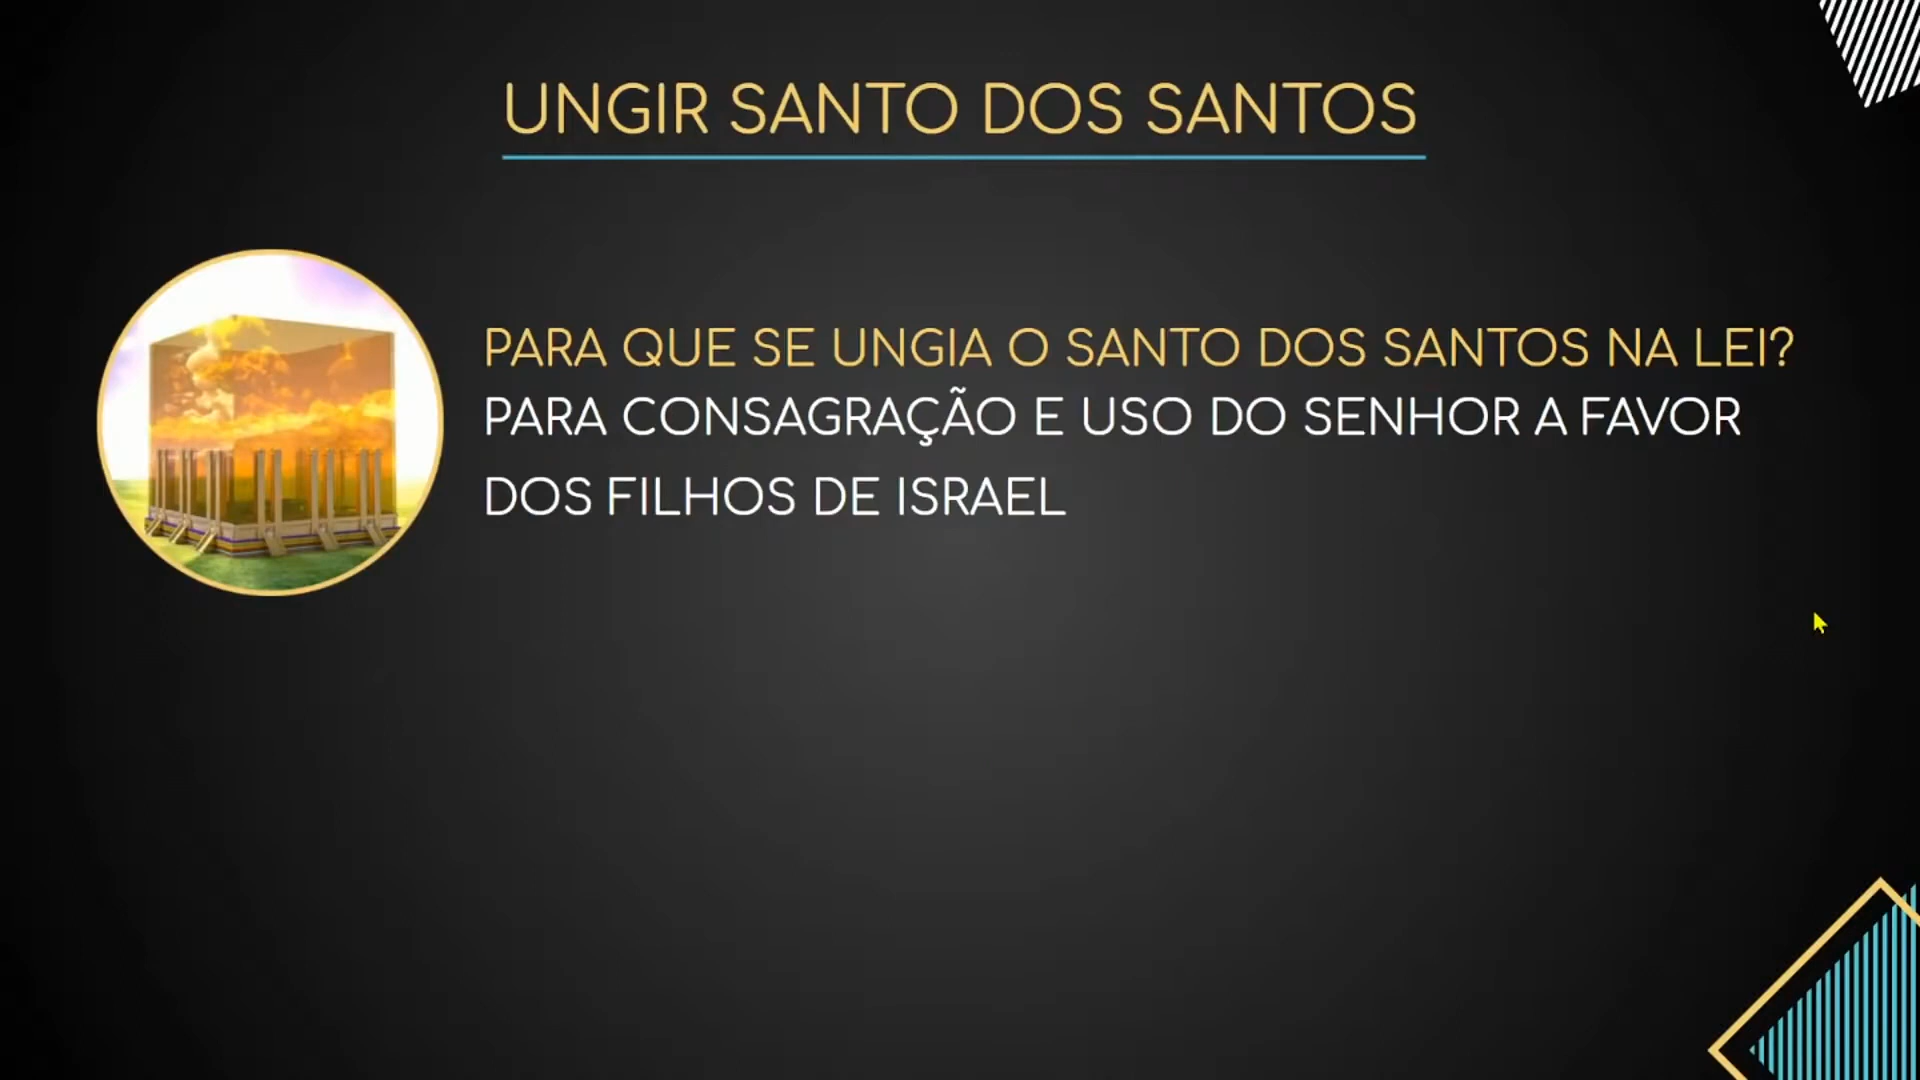 UNGIR SANTO DOS SANTOS
PARA QUE SE UNGIA O SANTO DOS SANTOS NA LEI?
PARA CONSAGRAÇÃO E USO DO SENHOR A FAVOR
DOS FILHOS DE ISRAEL